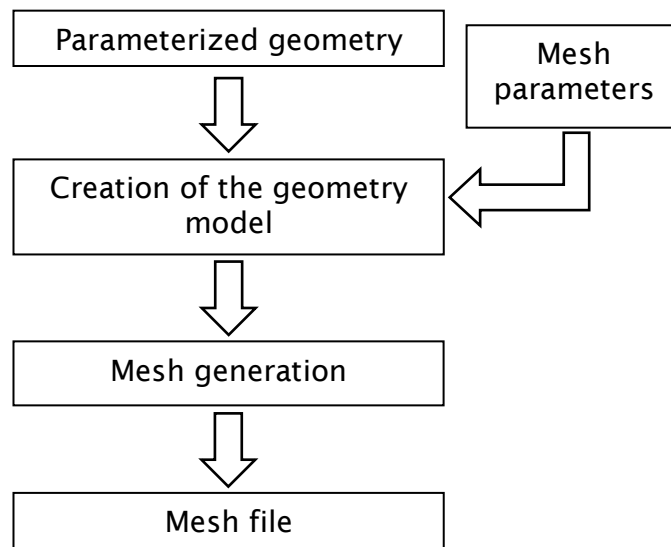 Parameterized geometry
Mesh
parameters
Creation of the geometry
model
Mesh generation
Mesh file